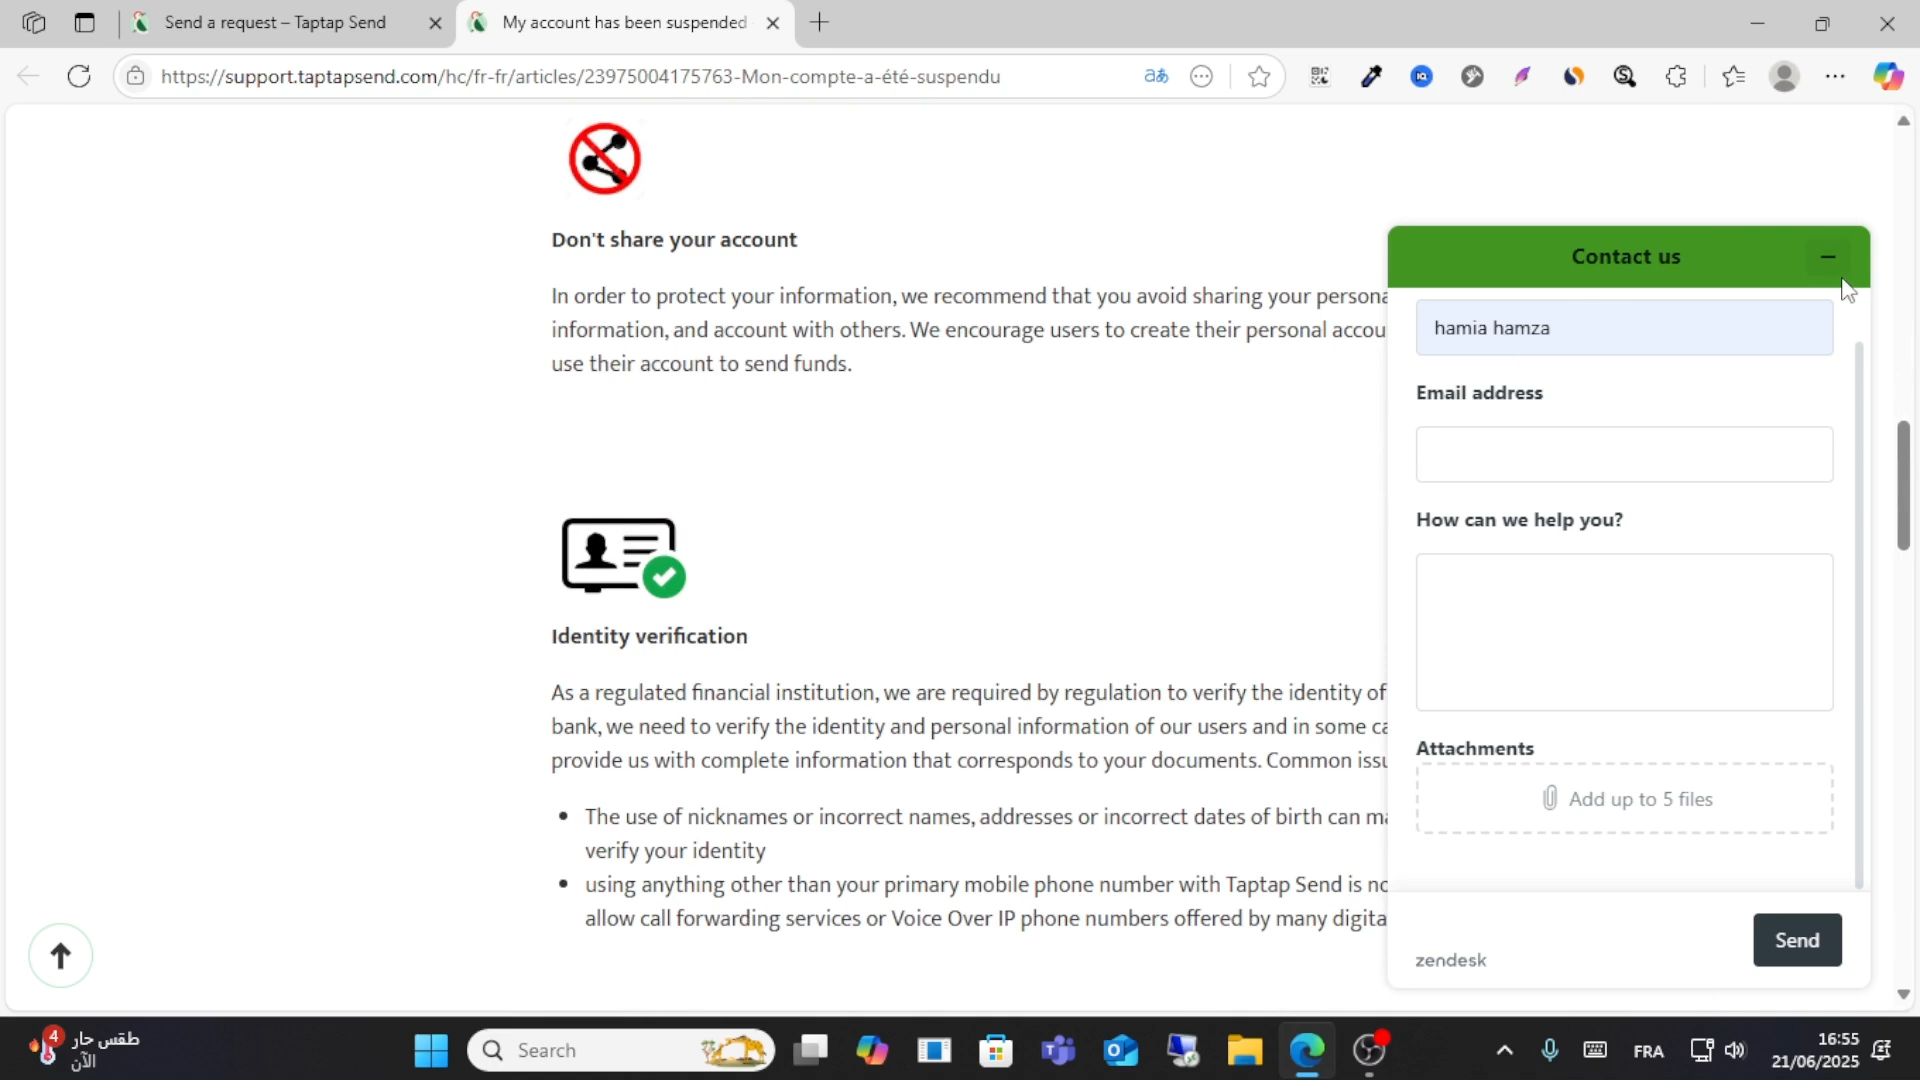 Send a request – Taptap Send
My account has been suspended
https://support.taptapsend.com/hc/fr-fr/articles/23975004175763-Mon-compte-a-été-suspendu
Don't share your account
In order to protect your information, we recommend that you avoid sharing your persona
information, and account with others. We encourage users to create their personal accou
use their account to send funds.
Identity verification
As a regulated financial institution, we are required by regulation to verify the identity of
bank, we need to verify the identity and personal information of our users and in some ca
provide us with complete information that corresponds to your documents. Common issu
• The use of nicknames or incorrect names, addresses or incorrect dates of birth can ma
verify your identity
• using anything other than your primary mobile phone number with Taptap Send is no
allow call forwarding services or Voice Over IP phone numbers offered by many digita
Contact us
hamia hamza
Email address
How can we help you?
Attachments
Add up to 5 files
Send
zendesk
4
طقس حار
الآن
Search
FRA
16:55
21/06/2025